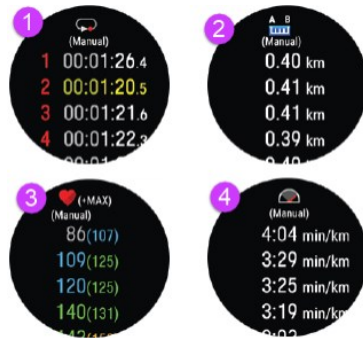 1
(Manual)
1 00:01:26.4
2 00:01:20.5
3 00:01:21.6
4 00:01:22.3
2
A B
(Manual)
0.40 km
0.41 km
0.41 km
0.39 km
3
(+MAX)
(Manual)
86(107)
109(125)
120(125)
140(131)
4
(Manual)
4:04 min/km
3:29 min/km
3:25 min/km
3:19 min/km